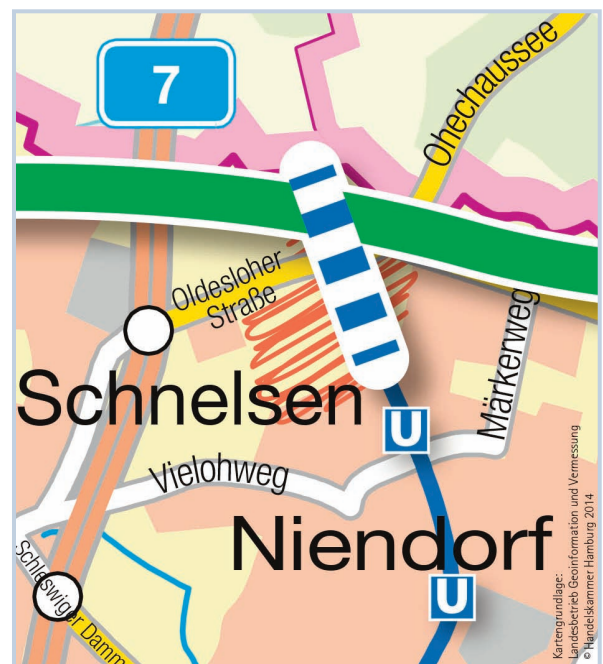 7
Ohechaussee
Oldesloher
Straße
Schnelsen
Märkerweg
U
Vielohweg
Niendorf
U
Schleswiger Damm
Kartengrundlage:
Landesbetrieb Geoinformation und Vermessung
© Handelskammer Hamburg 2014